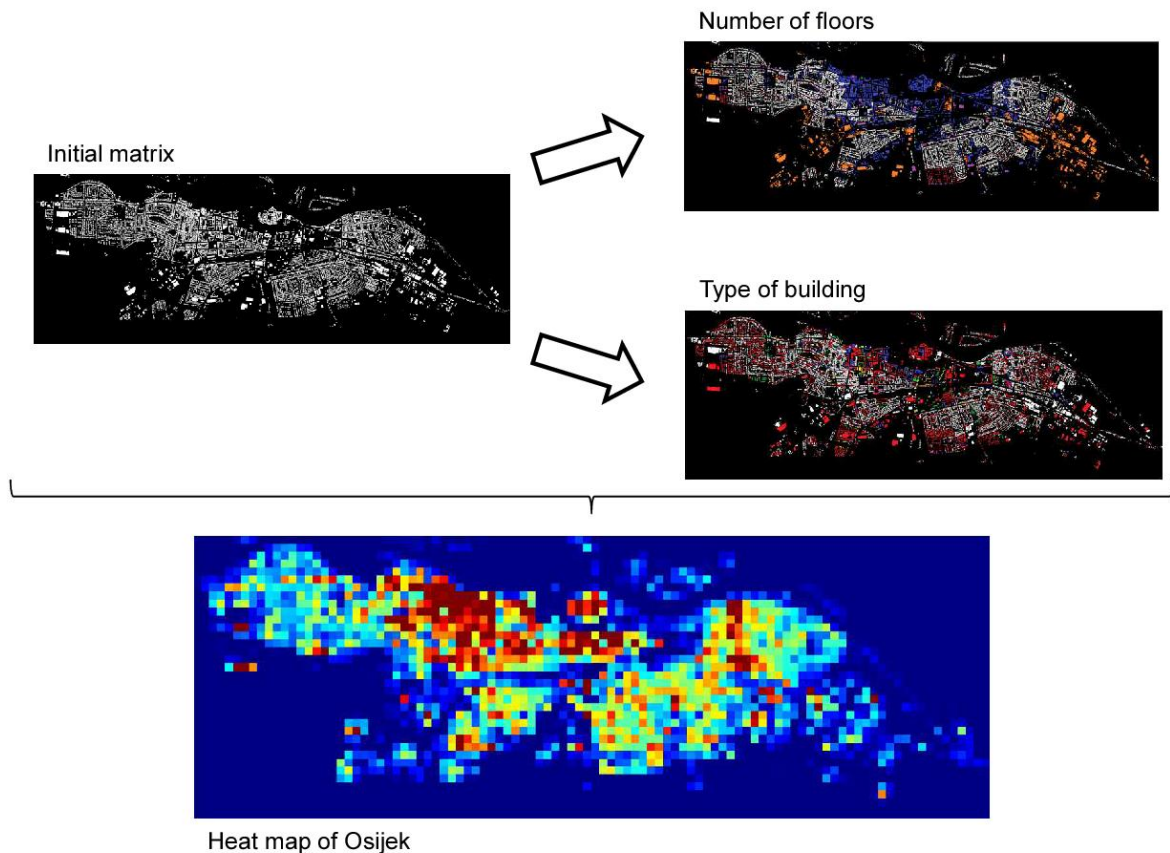 Number of floors
Initial matrix
Type of building
Heat map of Osijek